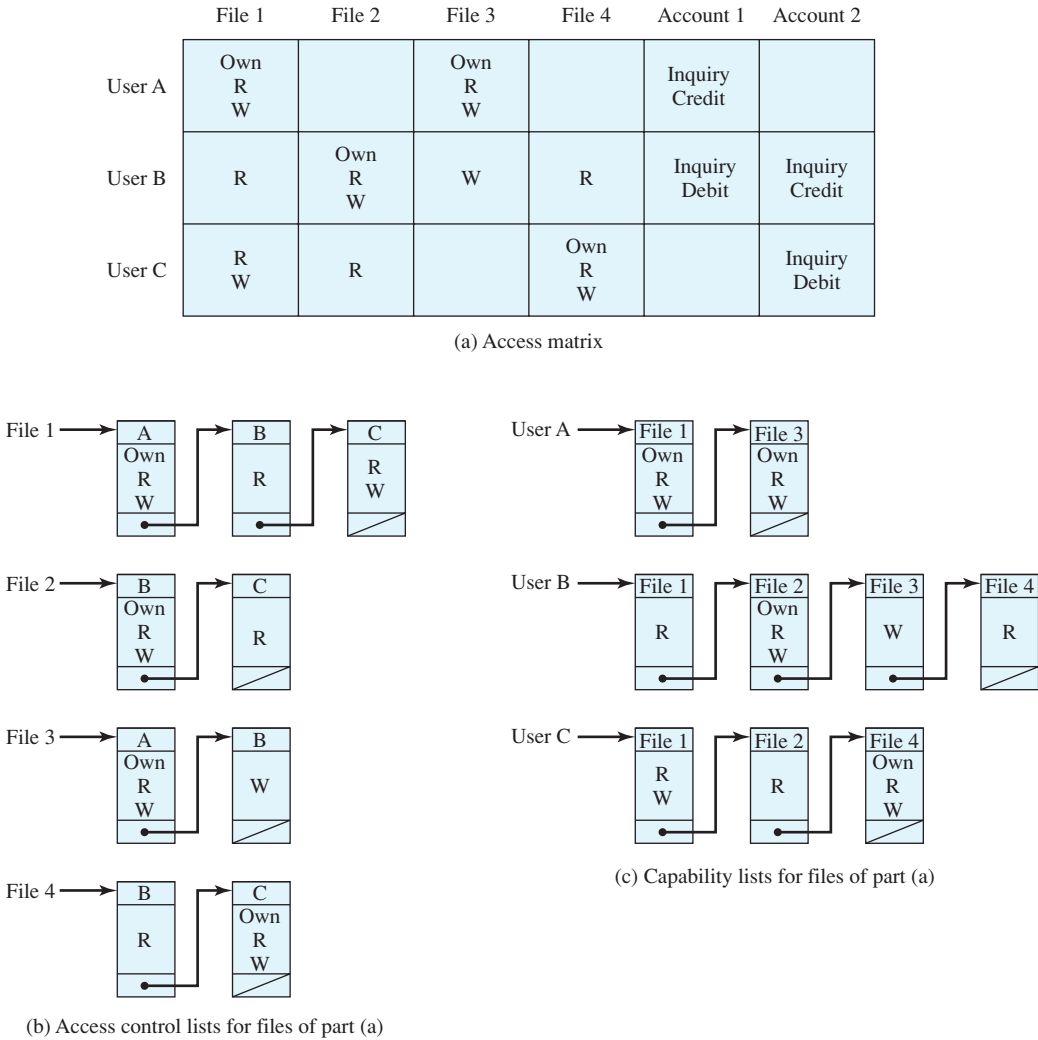 File 1 File 2 File 3 File 4 Account 1 Account 2
User A
Own
R
W
Own
R
W
Inquiry
Credit
User B
R
Own
R
W
W
R
Inquiry
Debit
Inquiry
Credit
User C
R
W
R
Own
R
W
Inquiry
Debit
(a) Access matrix
File 1
A
Own
R
W
B
R
C
R
W
File 2
B
Own
R
W
C
R
File 3
A
Own
R
W
B
W
File 4
B
R
C
Own
R
W
(b) Access control lists for files of part (a)
User A
File 1
Own
R
W
File 3
Own
R
W
User B
File 1
R
File 2
Own
R
W
File 3
W
File 4
R
User C
File 1
R
W
File 2
R
File 4
Own
R
W
(c) Capability lists for files of part (a)